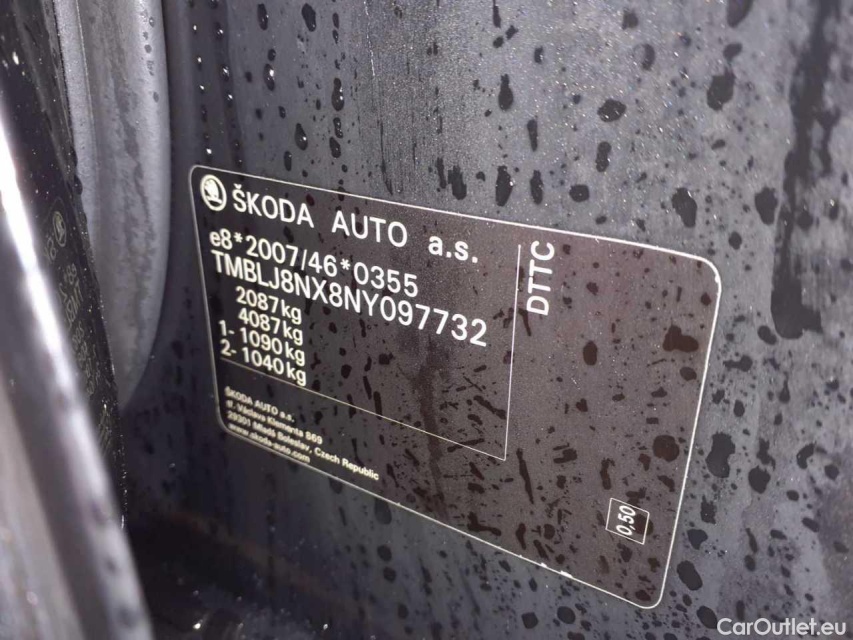 ŠKODA AUTO a.s.
e8*2007/46*0355
TMBLJ8NX8NY097732
2087kg
4087kg
1- 1090kg
2- 1040kg
DTTC
ŠKODA AUTO a.s.
tř. Václava Klementa 869
29301 Mladá Boleslav, Czech Republic
www.skoda-auto.com
0,50
CarOutlet.eu